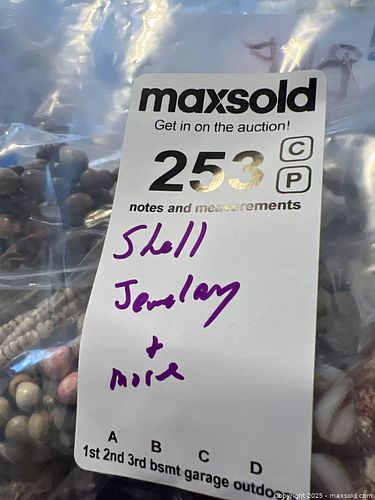 maxsold
Get in on the auction!
253
C
P
notes and measurements
Shell
Jewelary
+
more
A B C D
1st 2nd 3rd bsmt garage outdo
Copyright 2025 - maxsold.com